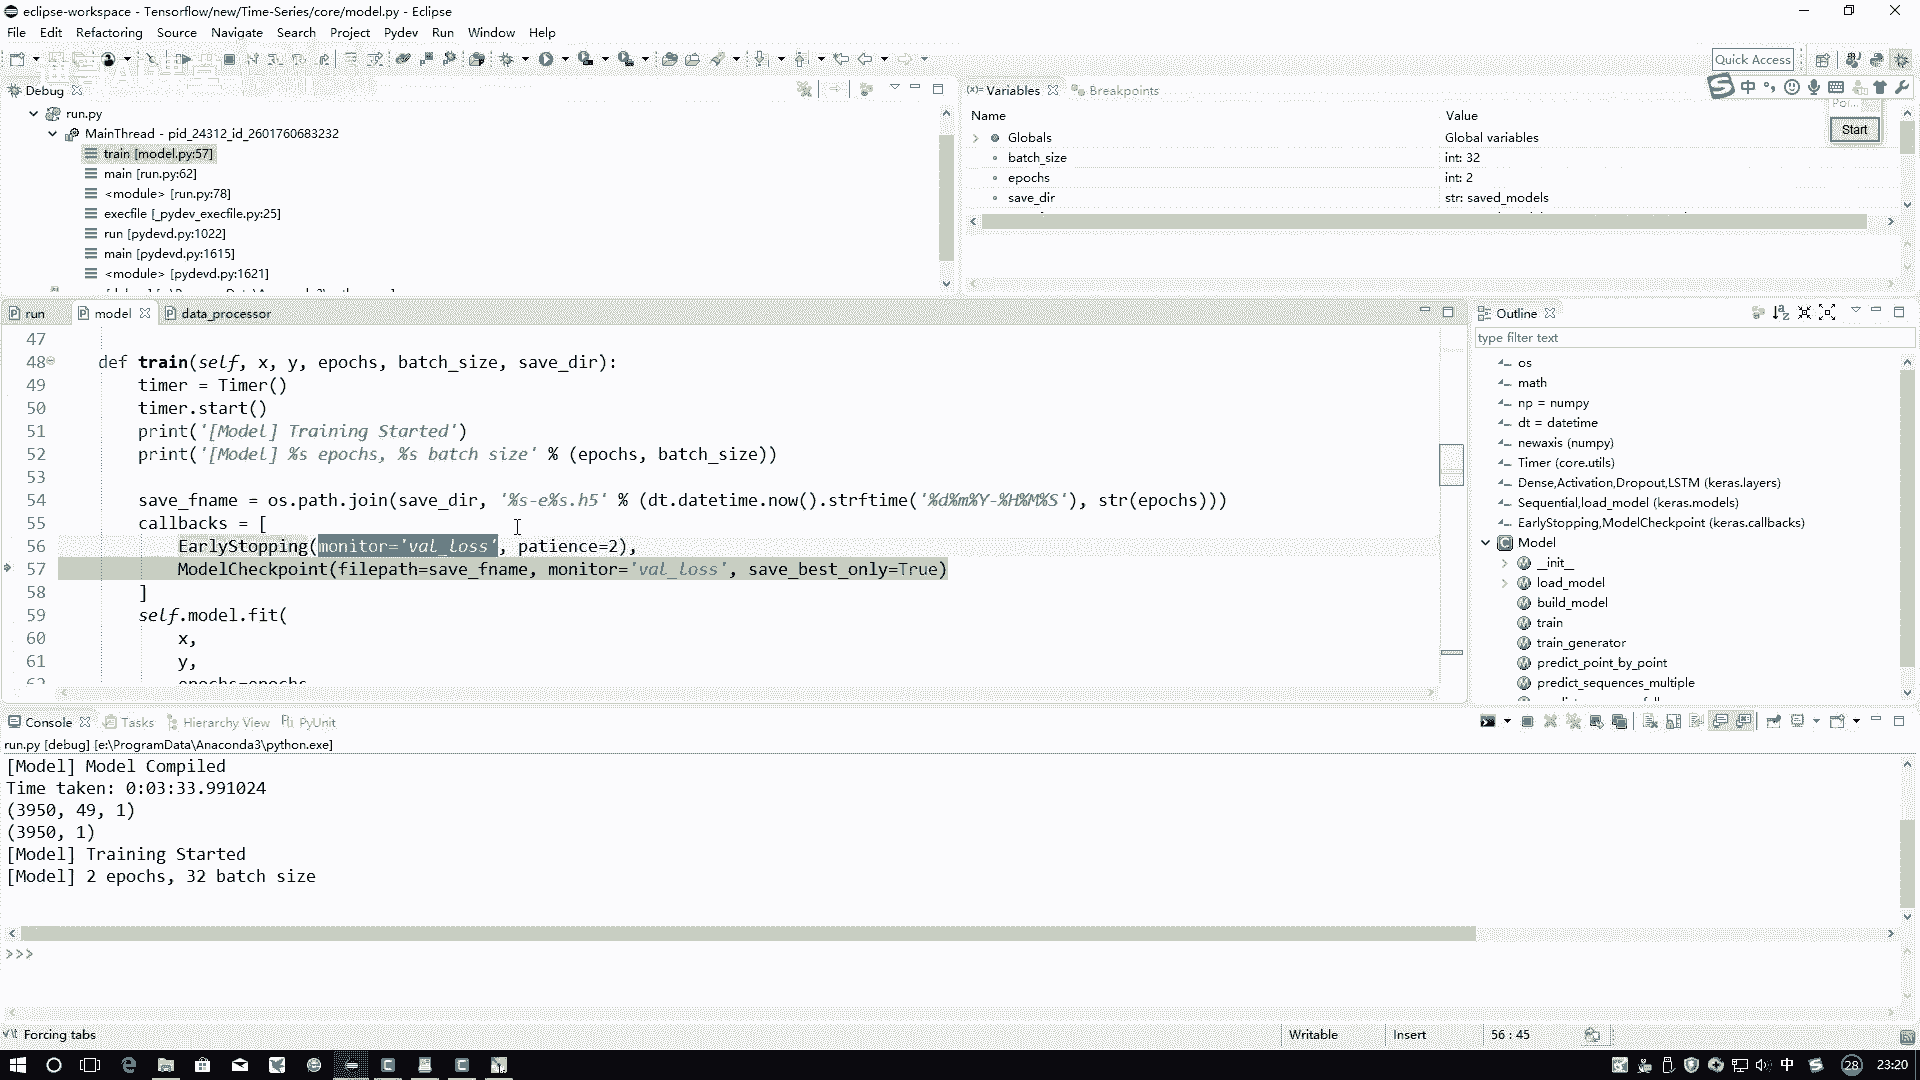 eclipse-workspace - Tensorflow/new/Time-Series/core/model.py - Eclipse
File Edit Refactoring Source Navigate Search Project Pydev Run Window Help
Quick Access
Debug
run.py
MainThread - pid_24312_id_2601760683232
train [model.py:57]
main [run.py:62]
<module> [run.py:78]
execfile [_pydev_execfile.py:25]
run [pydevd.py:1022]
main [pydevd.py:1615]
<module> [pydevd.py:1621]
(x)= Variables Breakpoints
中
Por...
Start
Name Value
Globals Global variables
batch_size int: 32
epochs int: 2
save_dir str: saved_models
run model data_processor
47
48 def train(self, x, y, epochs, batch_size, save_dir):
49 timer = Timer()
50 timer.start()
51 print('[Model] Training Started')
52 print('[Model] %s epochs, %s batch size' % (epochs, batch_size))
53
54 save_fname = os.path.join(save_dir, '%s-e%s.h5' % (dt.datetime.now().strftime('%d%m%Y-%H%M%S'), str(epochs)))
55 callbacks = [
56 EarlyStopping(monitor='val_loss', patience=2),
57 ModelCheckpoint(filepath=save_fname, monitor='val_loss', save_best_only=True)
58 ]
59 self.model.fit(
60 x,
61 y,
62 epochs=epochs
Outline
type filter text
os
math
np = numpy
dt = datetime
newaxis (numpy)
Timer (core.utils)
Dense,Activation,Dropout,LSTM (keras.layers)
Sequential,load_model (keras.models)
EarlyStopping,ModelCheckpoint (keras.callbacks)
Model
__init__
load_model
build_model
train
train_generator
predict_point_by_point
predict_sequences_multiple
Console Tasks Hierarchy View PyUnit
run.py [debug] [e:\ProgramData\Anaconda3\python.exe]
[Model] Model Compiled
Time taken: 0:03:33.991024
(3950, 49, 1)
(3950, 1)
[Model] Training Started
[Model] 2 epochs, 32 batch size
>>>
Forcing tabs Writable Insert 56 : 45
中 28 23:20